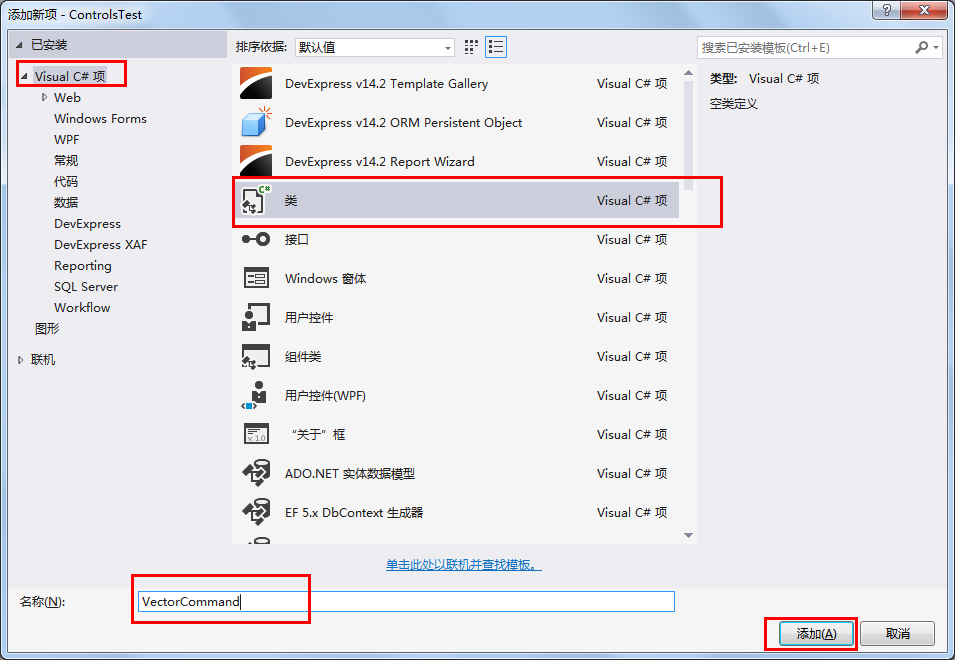 添加新项 - ControlsTest
已安装
排序依据: 默认值
搜索已安装模板(Ctrl+E)
Visual C# 项
Web
Windows Forms
WPF
常规
代码
数据
DevExpress
DevExpress XAF
Reporting
SQL Server
Workflow
图形
联机
DevExpress v14.2 Template Gallery Visual C# 项
DevExpress v14.2 ORM Persistent Object Visual C# 项
DevExpress v14.2 Report Wizard Visual C# 项
C# 类 Visual C# 项
接口 Visual C# 项
Windows 窗体 Visual C# 项
用户控件 Visual C# 项
组件类 Visual C# 项
用户控件(WPF) Visual C# 项
v. 1.0 “关于”框 Visual C# 项
ADO.NET 实体数据模型 Visual C# 项
EF 5.x DbContext 生成器 Visual C# 项
类型: Visual C# 项
空类定义
单击此处以联机并查找模板。
名称(N): VectorCommand
添加(A) 取消